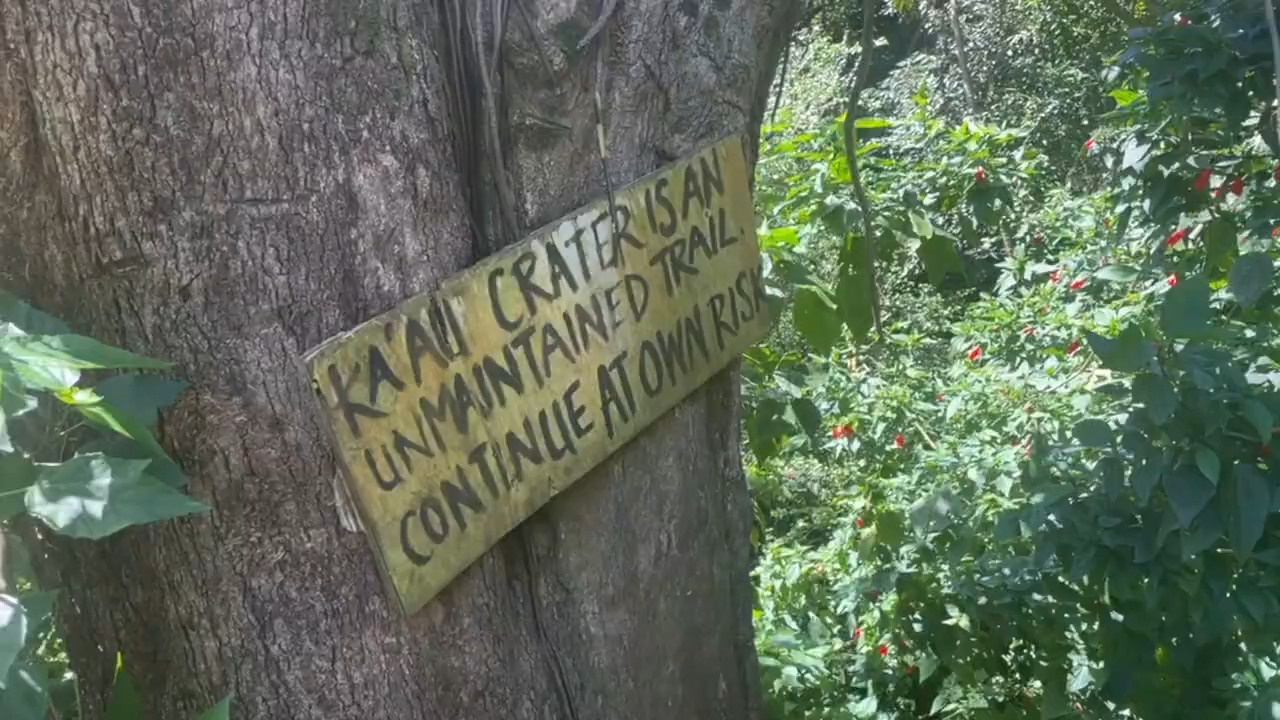 KA'AU CRATER IS AN
UNMAINTAINED TRAIL.
CONTINUE AT OWN RISK